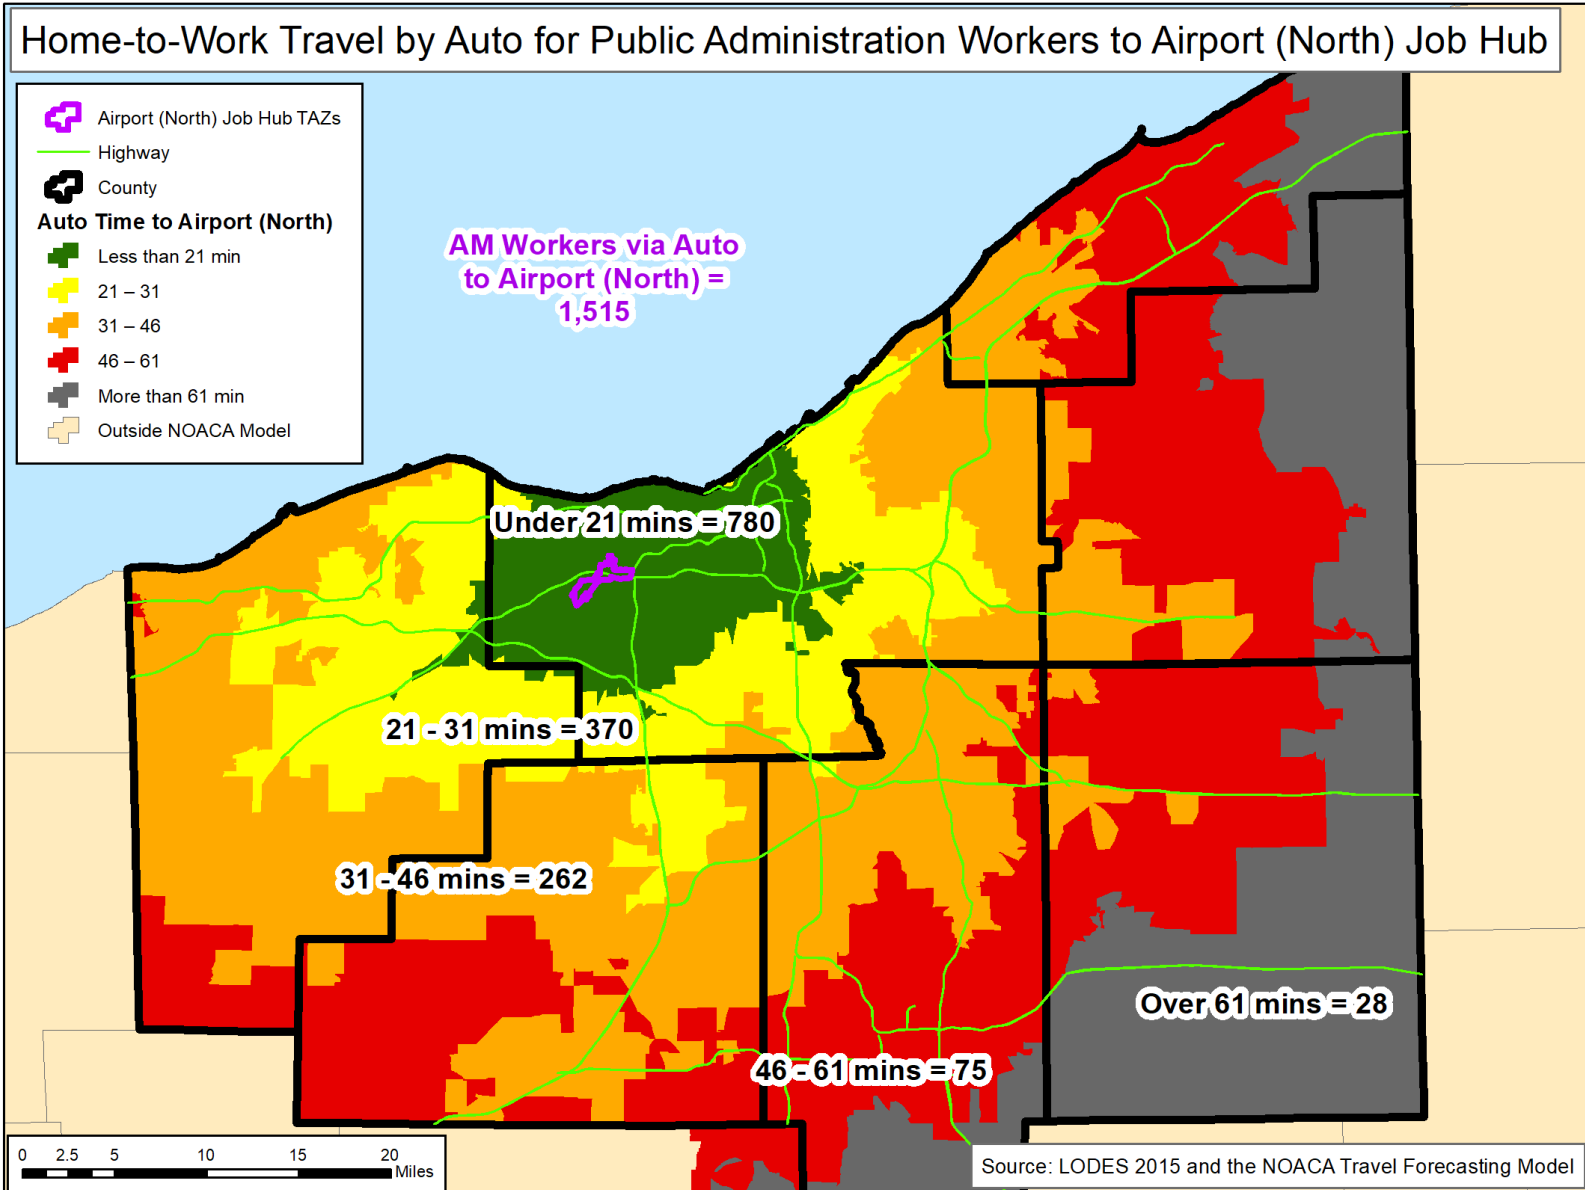 Home-to-Work Travel by Auto for Public Administration Workers to Airport (North) Job Hub
Airport (North) Job Hub TAZs
Highway
County
Auto Time to Airport (North)
Less than 21 min
21 – 31
31 – 46
46 – 61
More than 61 min
Outside NOACA Model
AM Workers via Auto
to Airport (North) =
1,515
Under 21 mins = 780
21 - 31 mins = 370
31 - 46 mins = 262
Over 61 mins = 28
46 - 61 mins = 75
0 2.5 5 10 15 20
Miles
Source: LODES 2015 and the NOACA Travel Forecasting Model